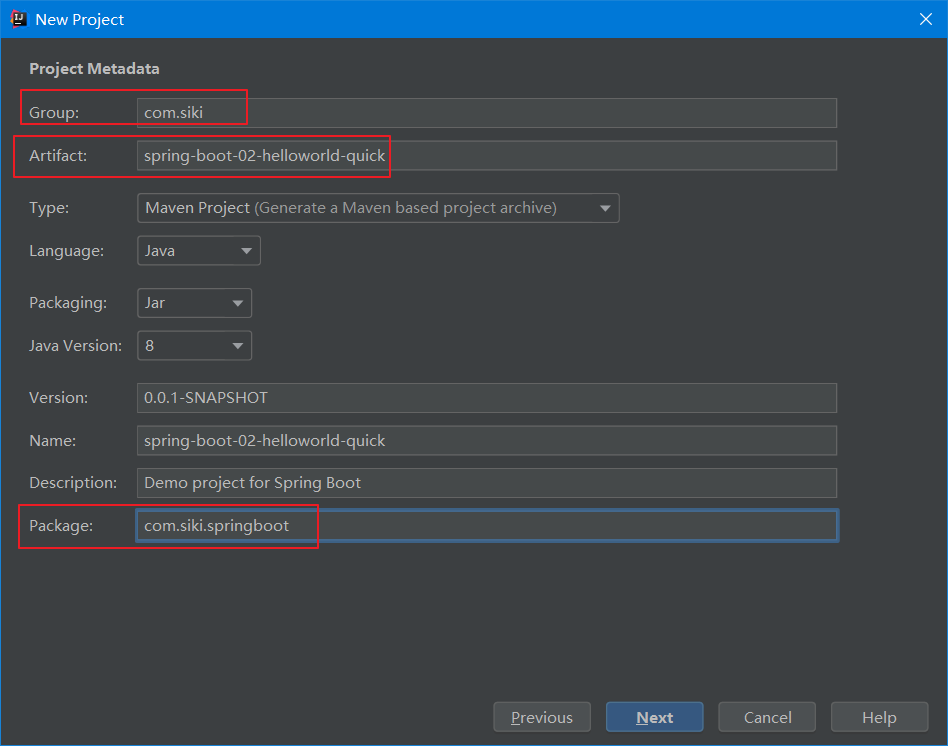 New Project
Project Metadata
Group: com.siki
Artifact: spring-boot-02-helloworld-quick
Type: Maven Project (Generate a Maven based project archive)
Language: Java
Packaging: Jar
Java Version: 8
Version: 0.0.1-SNAPSHOT
Name: spring-boot-02-helloworld-quick
Description: Demo project for Spring Boot
Package: com.siki.springboot
Previous Next Cancel Help